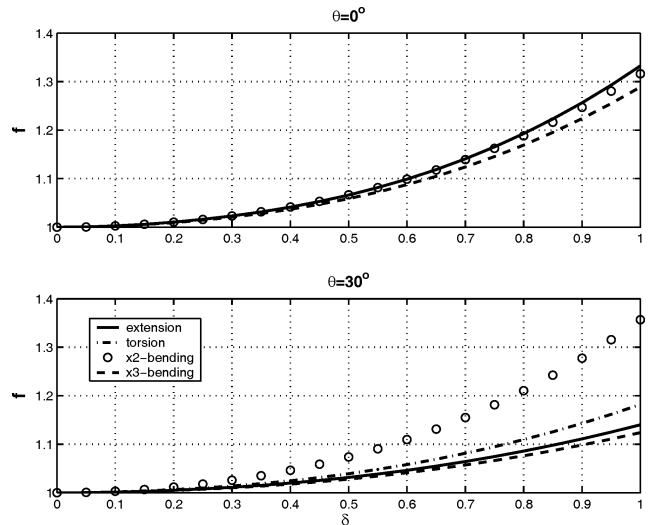 θ=0°
1.4
1.3
1.2
1.1
1
f
0 0.1 0.2 0.3 0.4 0.5 0.6 0.7 0.8 0.9 1
θ=30°
1.4
1.3
1.2
1.1
1
f
extension
torsion
x2-bending
x3-bending
0 0.1 0.2 0.3 0.4 0.5 0.6 0.7 0.8 0.9 1
δ